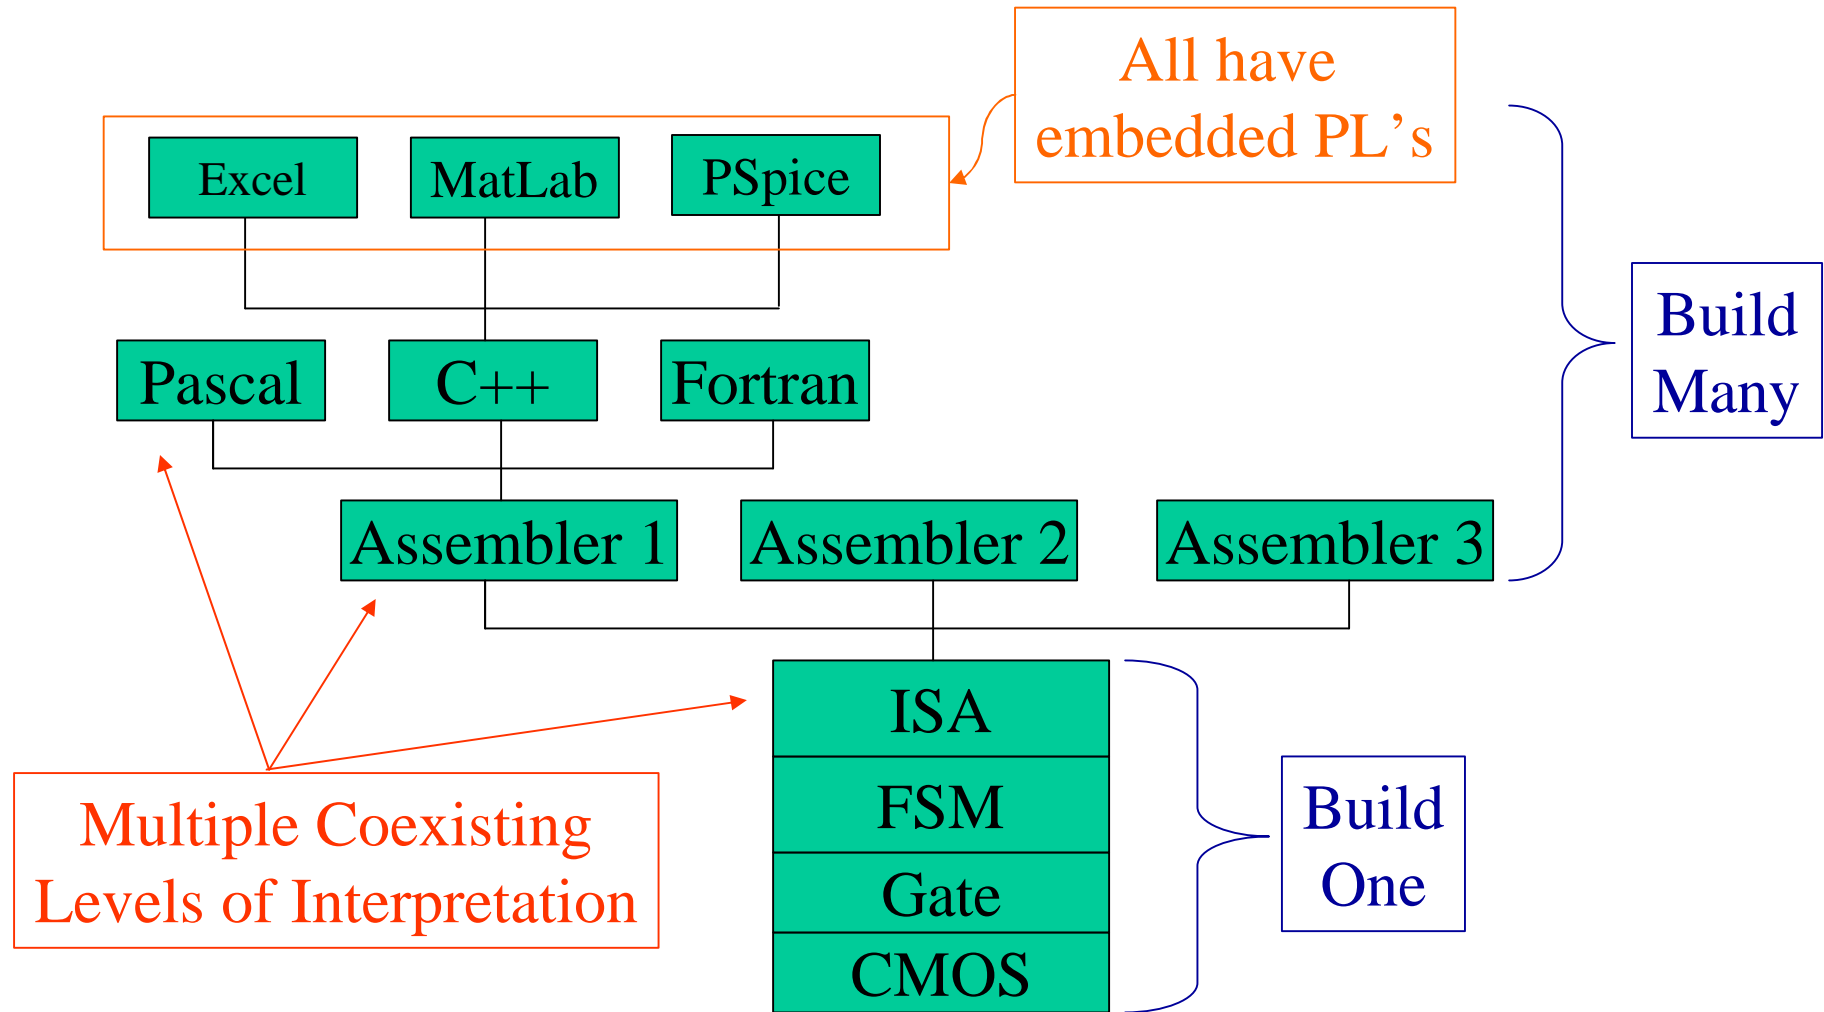 All have
embedded PL's
Excel
MatLab
PSpice
Build
Many
Pascal
C++
Fortran
Assembler 1
Assembler 2
Assembler 3
ISA
FSM
Gate
CMOS
Build
One
Multiple Coexisting
Levels of Interpretation